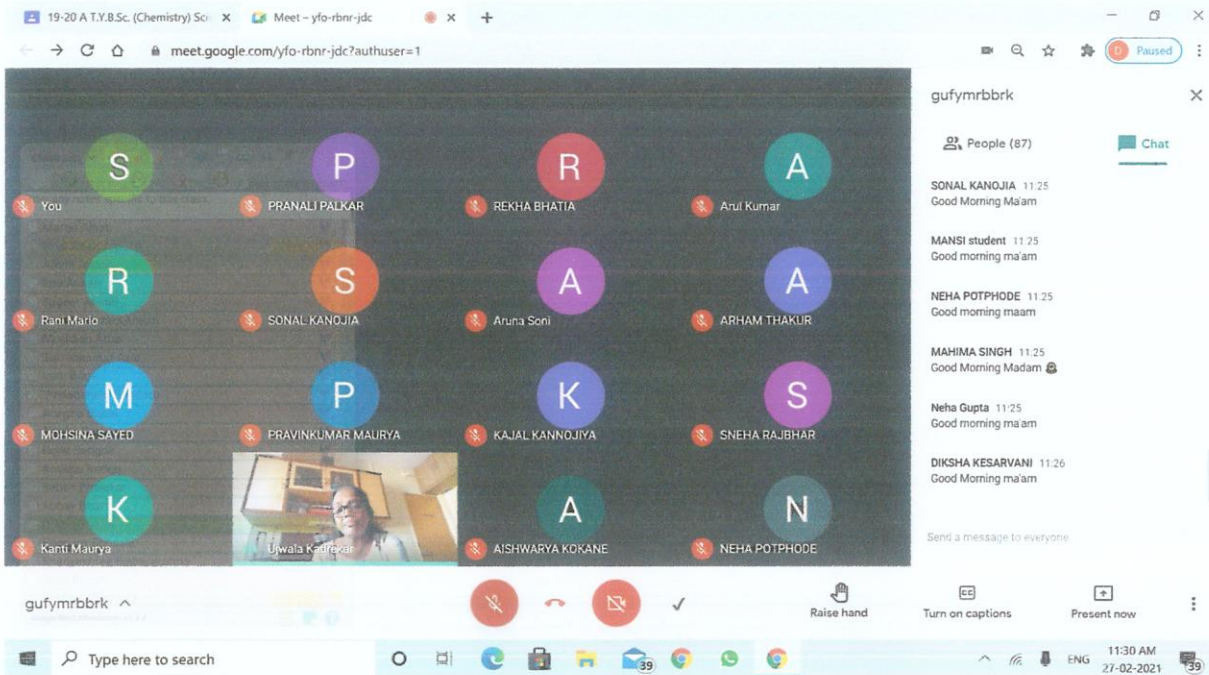 19-20 A T.Y.B.Sc. (Chemistry) Sci
Meet – yfo-rbnr-jdc
meet.google.com/yfo-rbnr-jdc?authuser=1
D Paused
gufymrbbrk
People (87)
Chat
S
You
P
PRANALI PALKAR
R
REKHA BHATIA
A
Arul Kumar
R
Rani Mario
S
SONAL KANOJIA
A
Aruna Soni
A
ARHAM THAKUR
M
MOHSINA SAYED
P
PRAVINKUMAR MAURYA
K
KAJAL KANNOJIYA
S
SNEHA RAJBHAR
K
Kanti Maurya
Ujwala Katrekar
A
AISHWARYA KOKANE
N
NEHA POTPHODE
SONAL KANOJIA 11:25
Good Morning Ma'am
MANSI student 11:25
Good morning ma'am
NEHA POTPHODE 11:25
Good morning maam
MAHIMA SINGH 11:25
Good Morning Madam
Neha Gupta 11:25
Good morning ma'am
DIKSHA KESARVANI 11:26
Good Morning ma'am
Send a message to everyone
gufymrbbrk
Raise hand
CC
Turn on captions
Present now
Type here to search
39
ENG
11:30 AM
27-02-2021
39